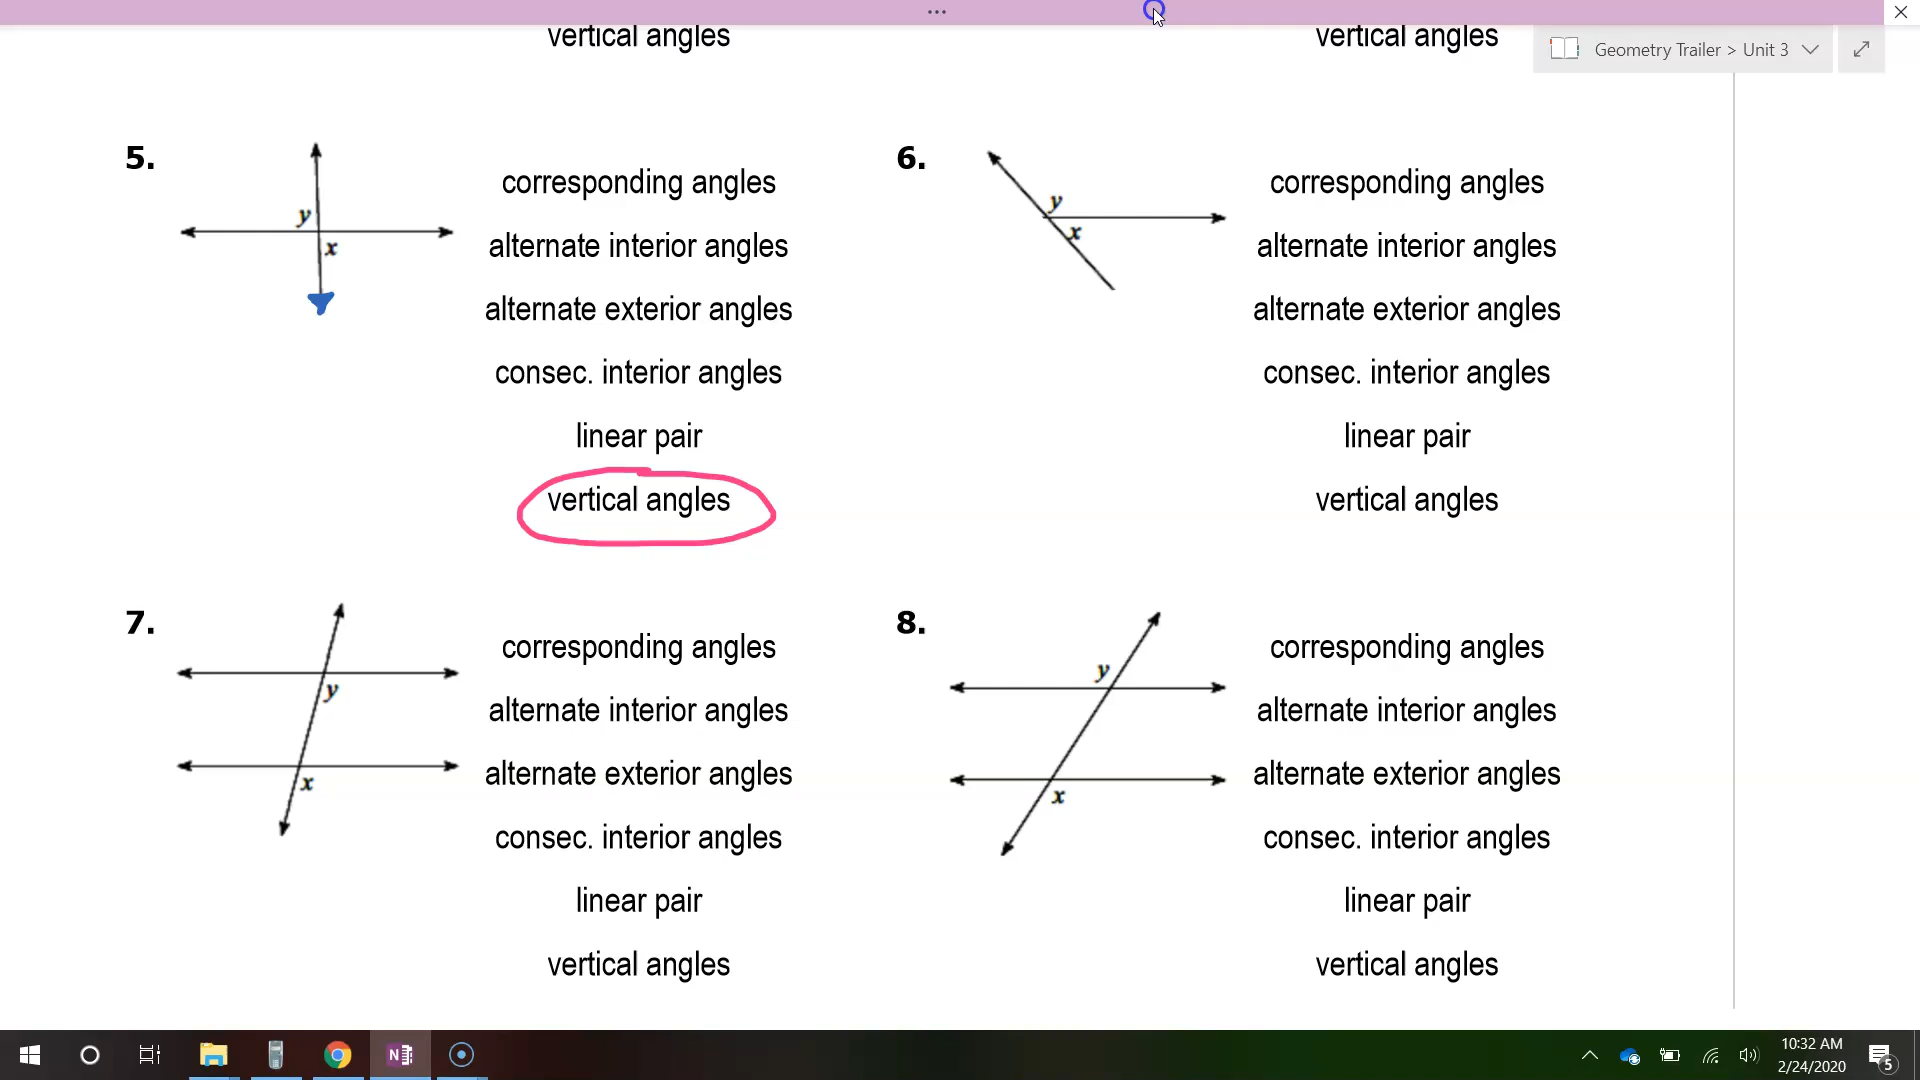 ...
vertical angles
vertical angles
Geometry Trailer > Unit 3
5.
y
x
corresponding angles
alternate interior angles
alternate exterior angles
consec. interior angles
linear pair
vertical angles
6.
y
x
corresponding angles
alternate interior angles
alternate exterior angles
consec. interior angles
linear pair
vertical angles
7.
y
x
corresponding angles
alternate interior angles
alternate exterior angles
consec. interior angles
linear pair
vertical angles
8.
y
x
corresponding angles
alternate interior angles
alternate exterior angles
consec. interior angles
linear pair
vertical angles
N
10:32 AM
2/24/2020
5